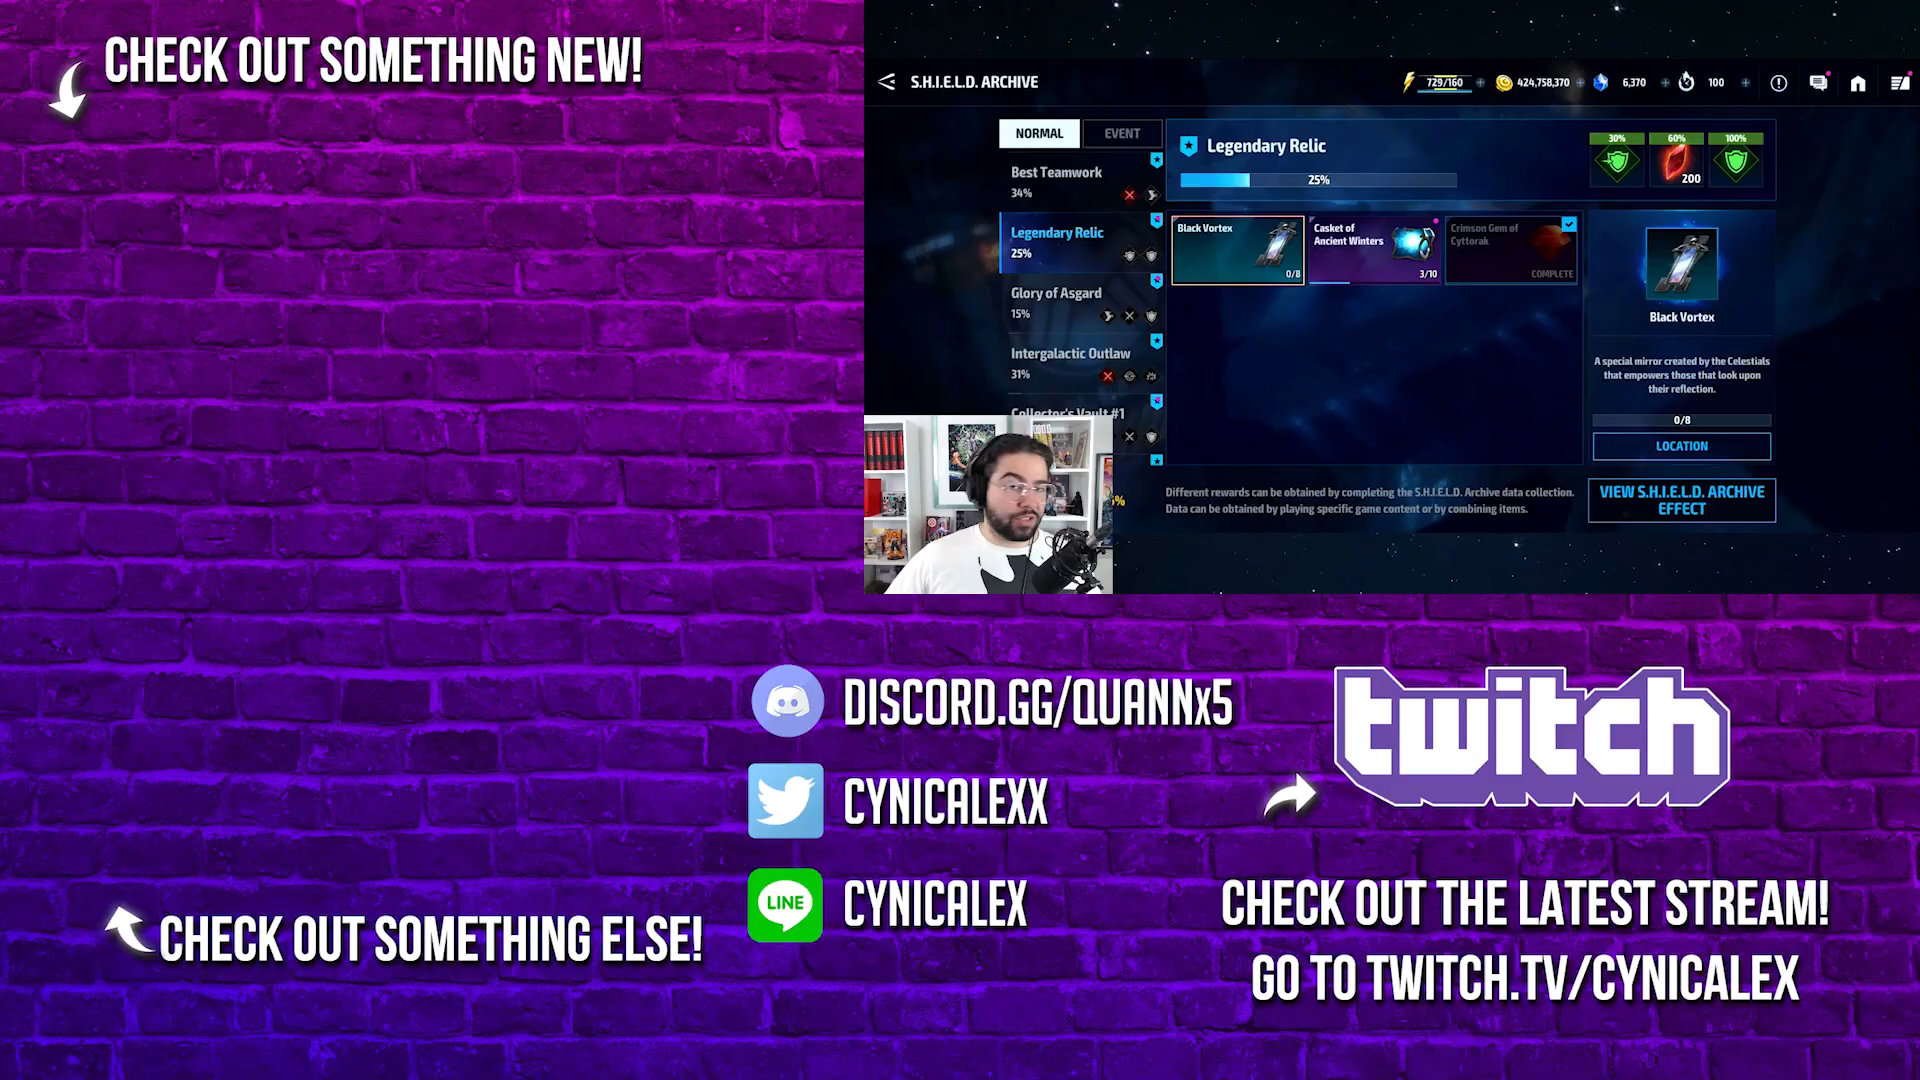 CHECK OUT SOMETHING NEW!
S.H.I.E.L.D. ARCHIVE
729/160
424,758,370
6,370
100
NORMAL
EVENT
Best Teamwork
34%
Legendary Relic
25%
Glory of Asgard
15%
Intergalactic Outlaw
31%
Collector's Vault #1
Legendary Relic
25%
30%
60%
200
100%
Black Vortex
0/8
Casket of
Ancient Winters
3/10
Crimson Gem of
Cyttorak
COMPLETE
Black Vortex
A special mirror created by the Celestials
that empowers those that look upon
their reflection.
0/8
LOCATION
Different rewards can be obtained by completing the S.H.I.E.L.D. Archive data collection.
Data can be obtained by playing specific game content or by combining items.
VIEW S.H.I.E.L.D. ARCHIVE
EFFECT
DISCORD.GG/QUANNx5
CYNICALEXX
LINE
CYNICALEX
twitch
CHECK OUT SOMETHING ELSE!
CHECK OUT THE LATEST STREAM!
GO TO TWITCH.TV/CYNICALEX